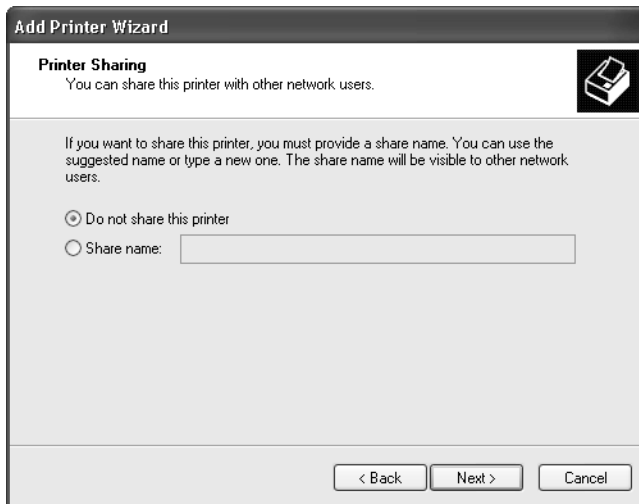 Add Printer Wizard
Printer Sharing
You can share this printer with other network users.
If you want to share this printer, you must provide a share name. You can use the
suggested name or type a new one. The share name will be visible to other network
users.
Do not share this printer
Share name:
< Back Next > Cancel